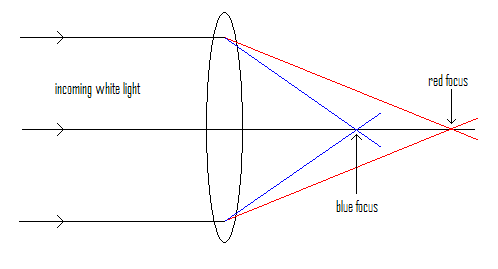 red focus
incoming white light
blue focus